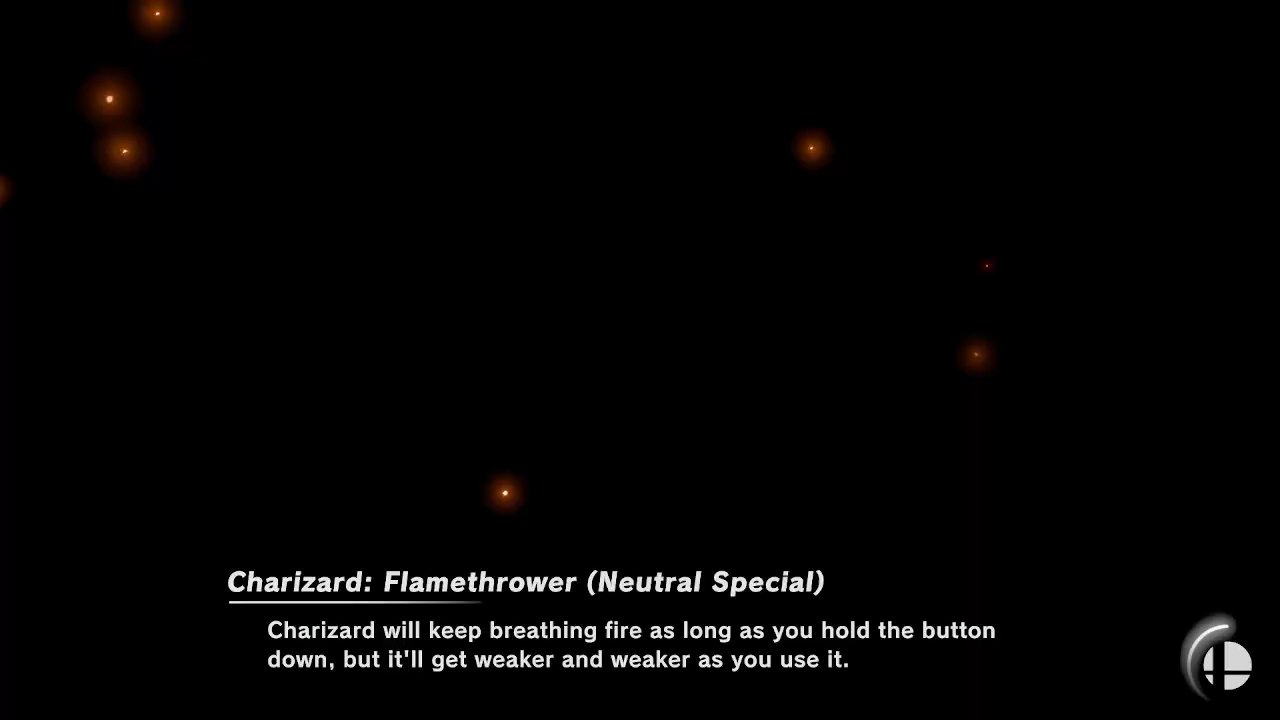 Charizard: Flamethrower (Neutral Special)
Charizard will keep breathing fire as long as you hold the button
down, but it'll get weaker and weaker as you use it.